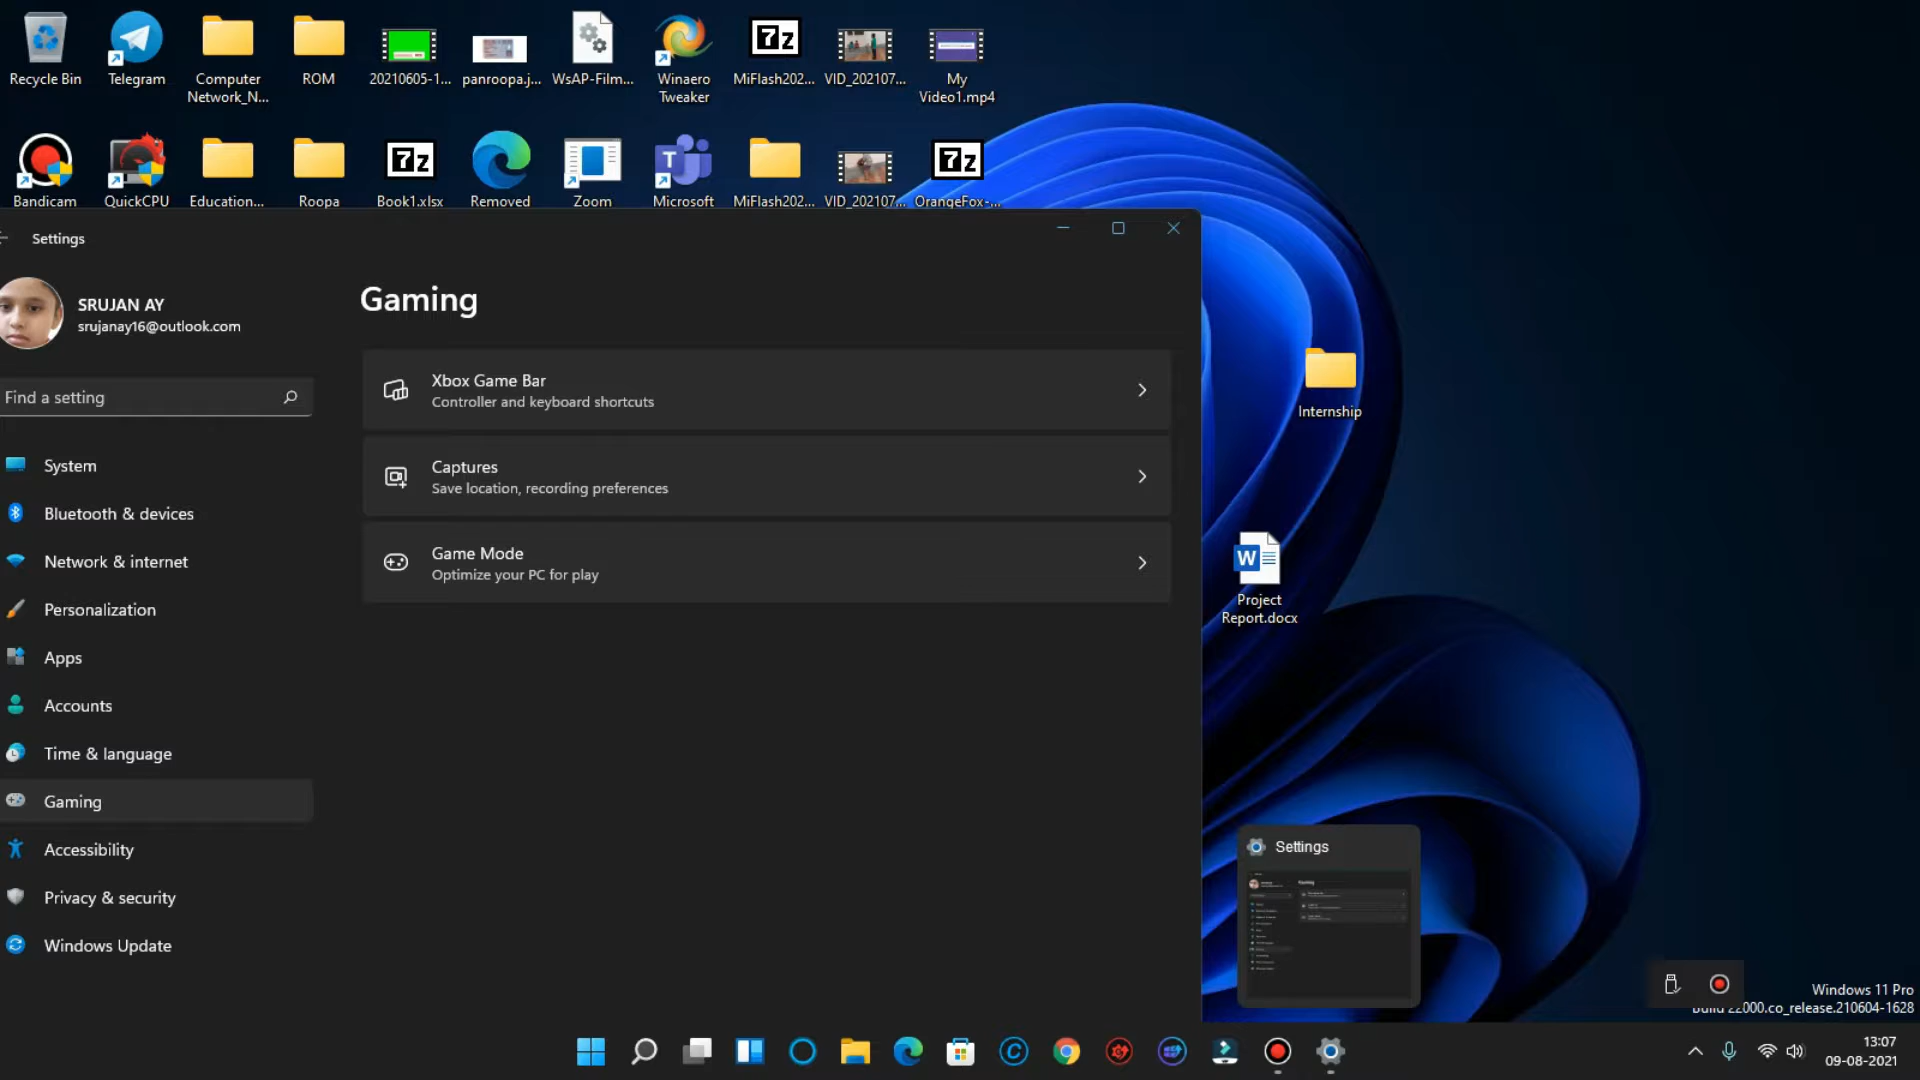 Recycle Bin
Telegram
Computer
Network_N...
ROM
20210605-1...
panroopa.j...
WsAP-Film...
Winaero
Tweaker
7z
MiFlash202...
VID_202107...
My
Video1.mp4
Bandicam
QuickCPU
Education...
Roopa
7z
Book1.xlsx
Removed
Zoom
T
Microsoft
MiFlash202...
VID_202107...
7z
OrangeFox-...
Settings
SRUJAN AY
srujanay16@outlook.com
Find a setting
System
Bluetooth & devices
Network & internet
Personalization
Apps
Accounts
Time & language
Gaming
Accessibility
Privacy & security
Windows Update
Gaming
Xbox Game Bar
Controller and keyboard shortcuts
Captures
Save location, recording preferences
Game Mode
Optimize your PC for play
Internship
W
Project
Report.docx
Settings
Windows 11 Pro
Build 22000.co_release.210604-1628
13:07
09-08-2021